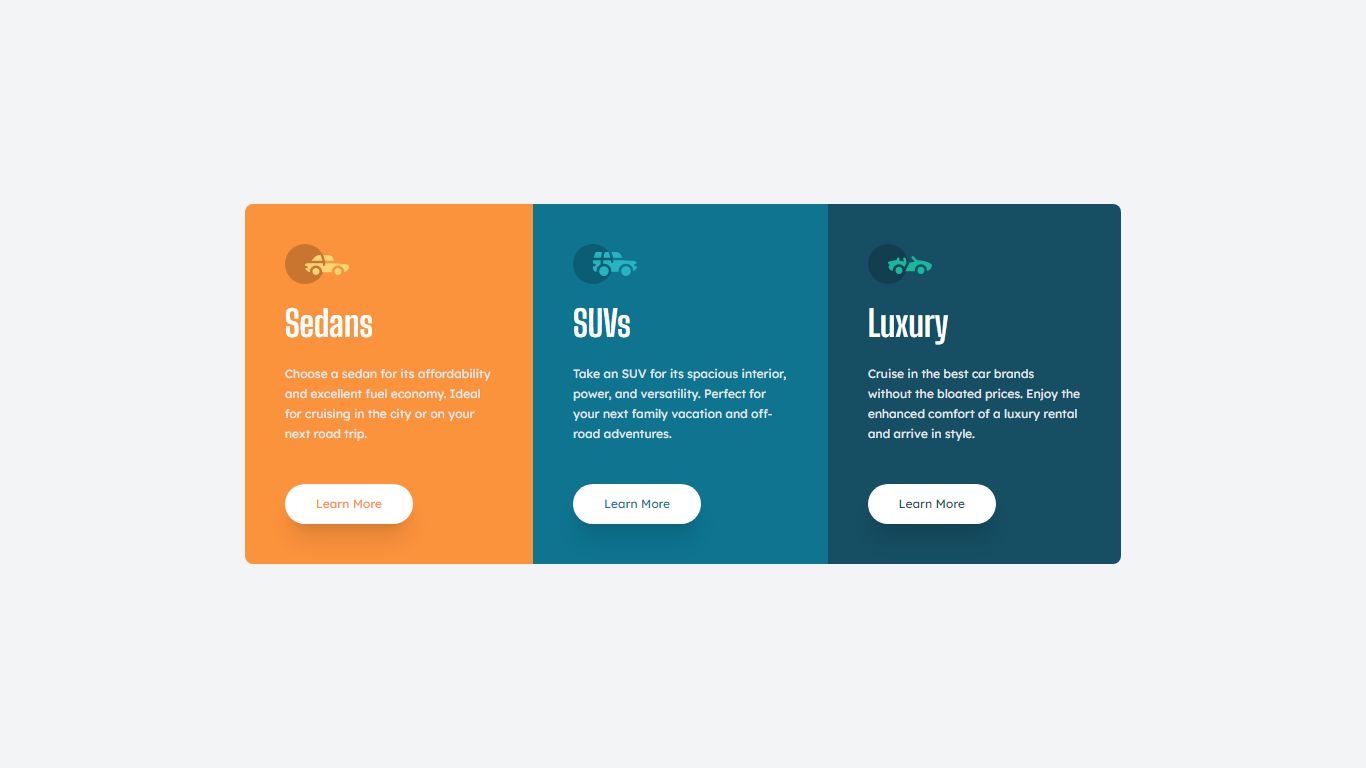 Sedans
Choose a sedan for its affordability
and excellent fuel economy. Ideal
for cruising in the city or on your
next road trip.
Learn More
SUVs
Take an SUV for its spacious interior,
power, and versatility. Perfect for
your next family vacation and off-
road adventures.
Learn More
Luxury
Cruise in the best car brands
without the bloated prices. Enjoy the
enhanced comfort of a luxury rental
and arrive in style.
Learn More